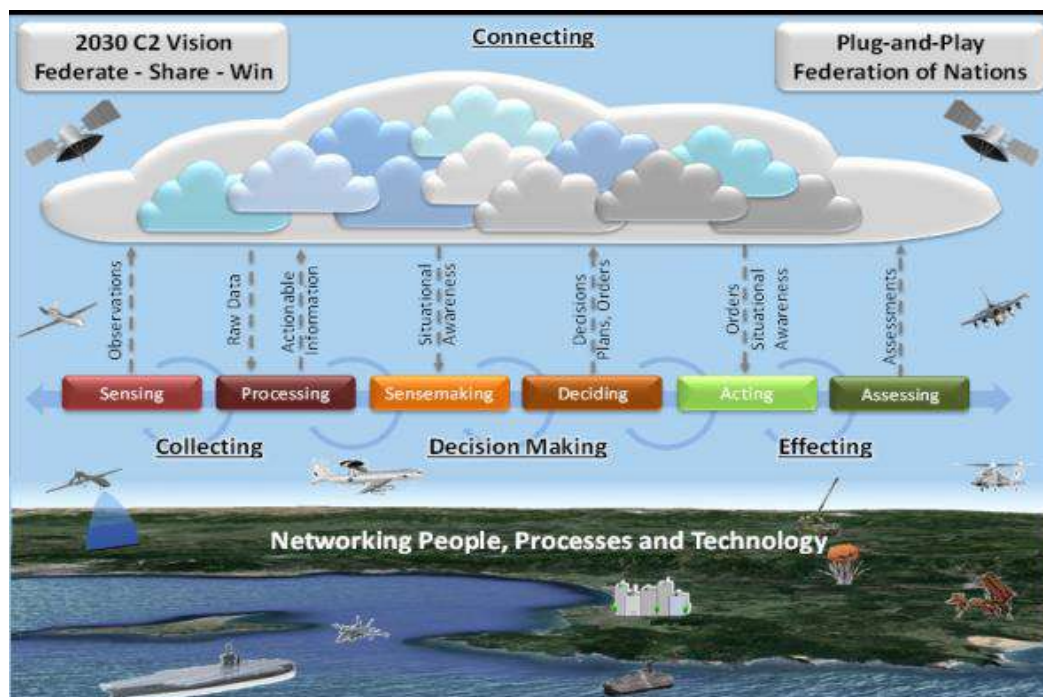 2030 C2 Vision
Federate - Share - Win
Connecting
Plug-and-Play
Federation of Nations
Observations
Raw Data
Actionable
Information
Situational
Awareness
Decisions
Plans, Orders
Orders
Situational
Awareness
Assessments
Sensing
Processing
Sensemaking
Deciding
Acting
Assessing
Collecting
Decision Making
Effecting
Networking People, Processes and Technology